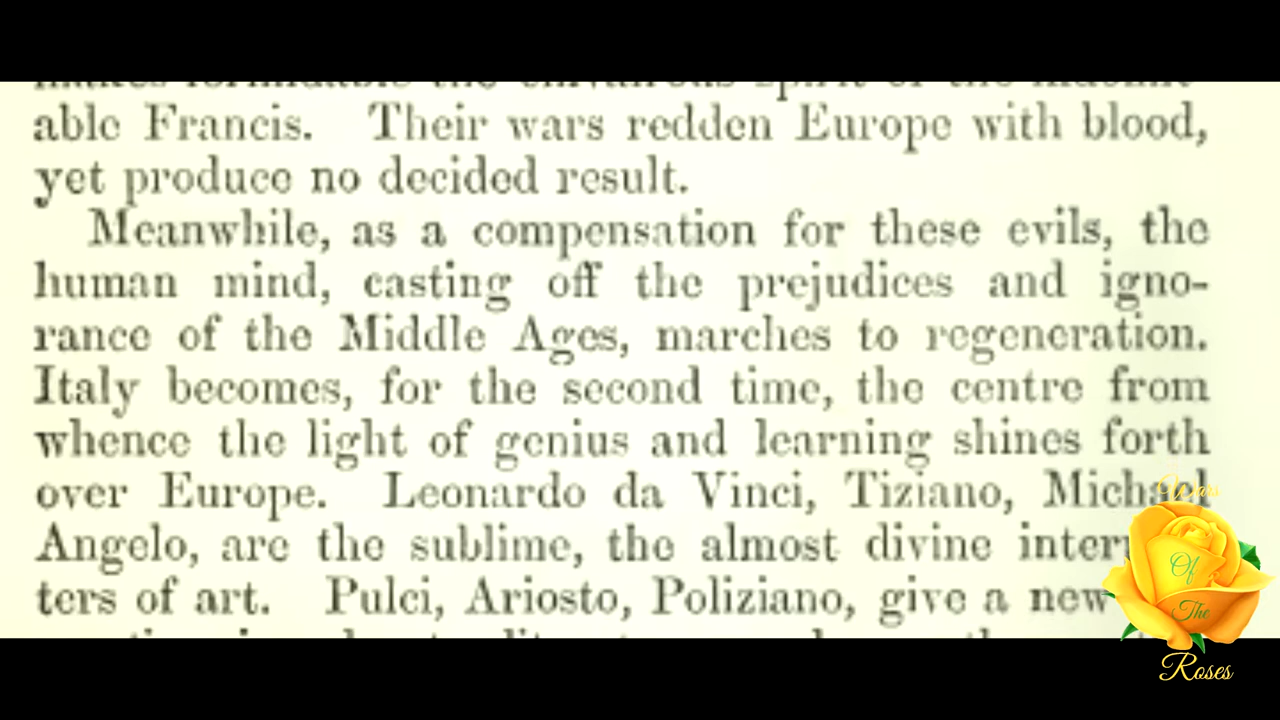 able Francis. Their wars redden Europe with blood,
yet produce no decided result.
Meanwhile, as a compensation for these evils, the
human mind, casting off the prejudices and igno-
rance of the Middle Ages, marches to regeneration.
Italy becomes, for the second time, the centre from
whence the light of genius and learning shines forth
over Europe. Leonardo da Vinci, Tiziano, Michael
Angelo, are the sublime, the almost divine
ters of art. Pulci, Ariosto, Poliziano, give a new
Wars
Of
The
Roses